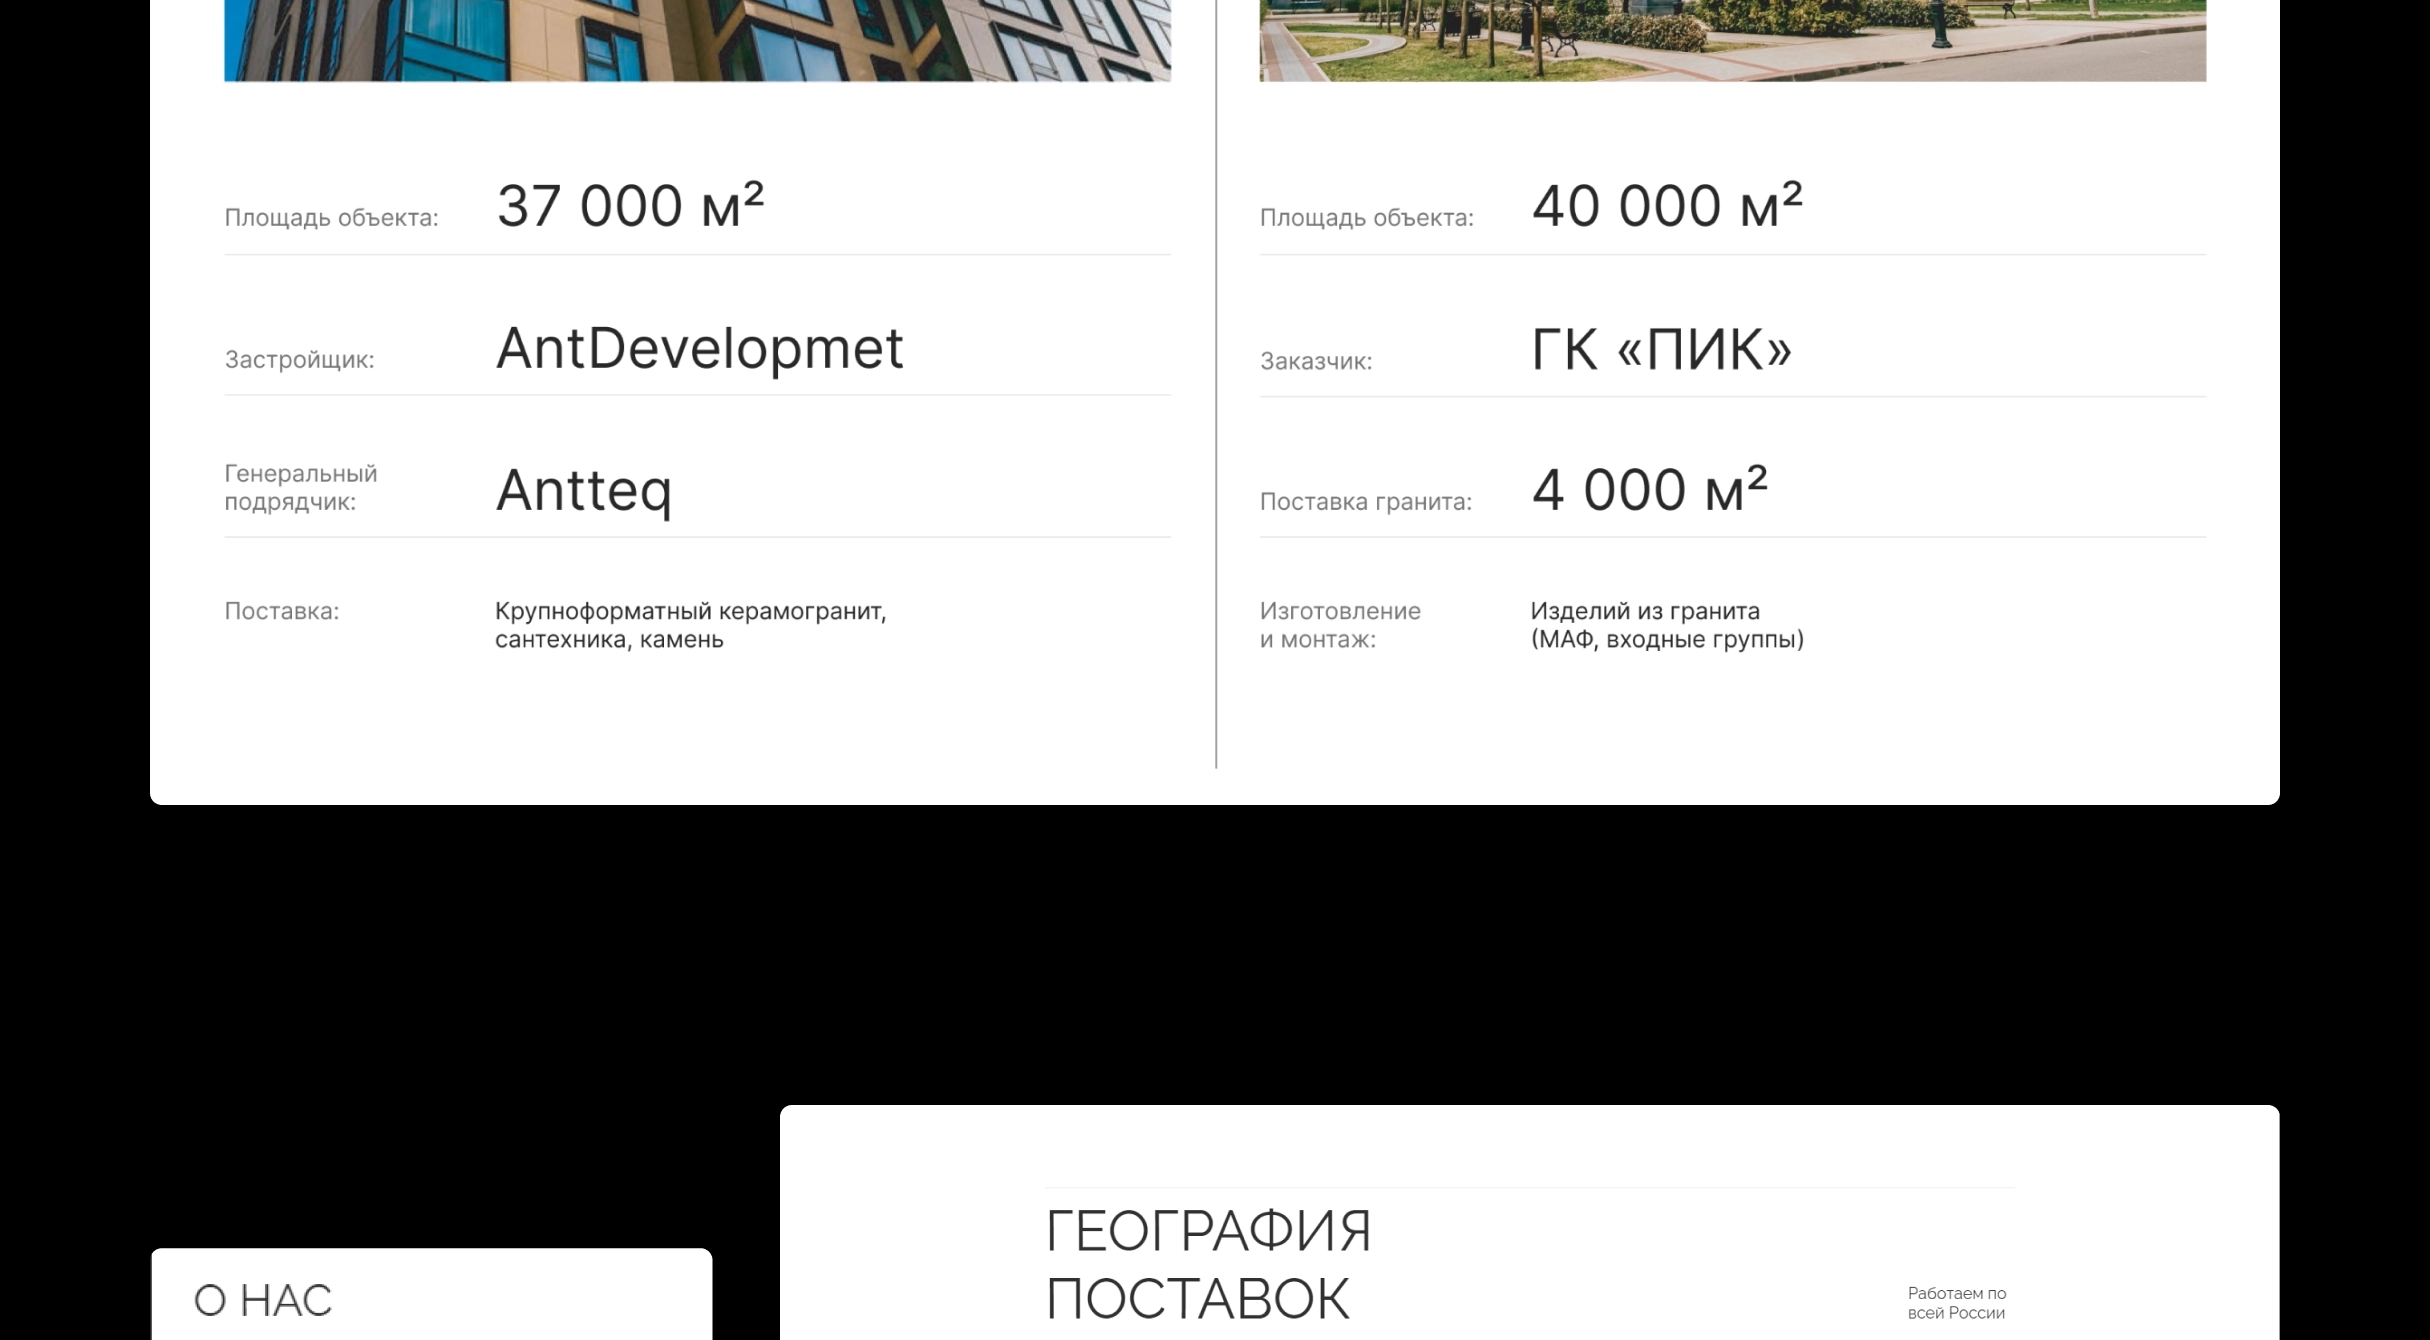 Площадь объекта: 37 000 м²
Застройщик: AntDevelopmet
Генеральный
подрядчик: Antteq
Поставка: Крупноформатный керамогранит,
сантехника, камень
Площадь объекта: 40 000 м²
Заказчик: ГК «ПИК»
Поставка гранита: 4 000 м²
Изготовление
и монтаж:
Изделий из гранита
(МАФ, входные группы)
О НАС
ГЕОГРАФИЯ
ПОСТАВОК
Работаем по
всей России